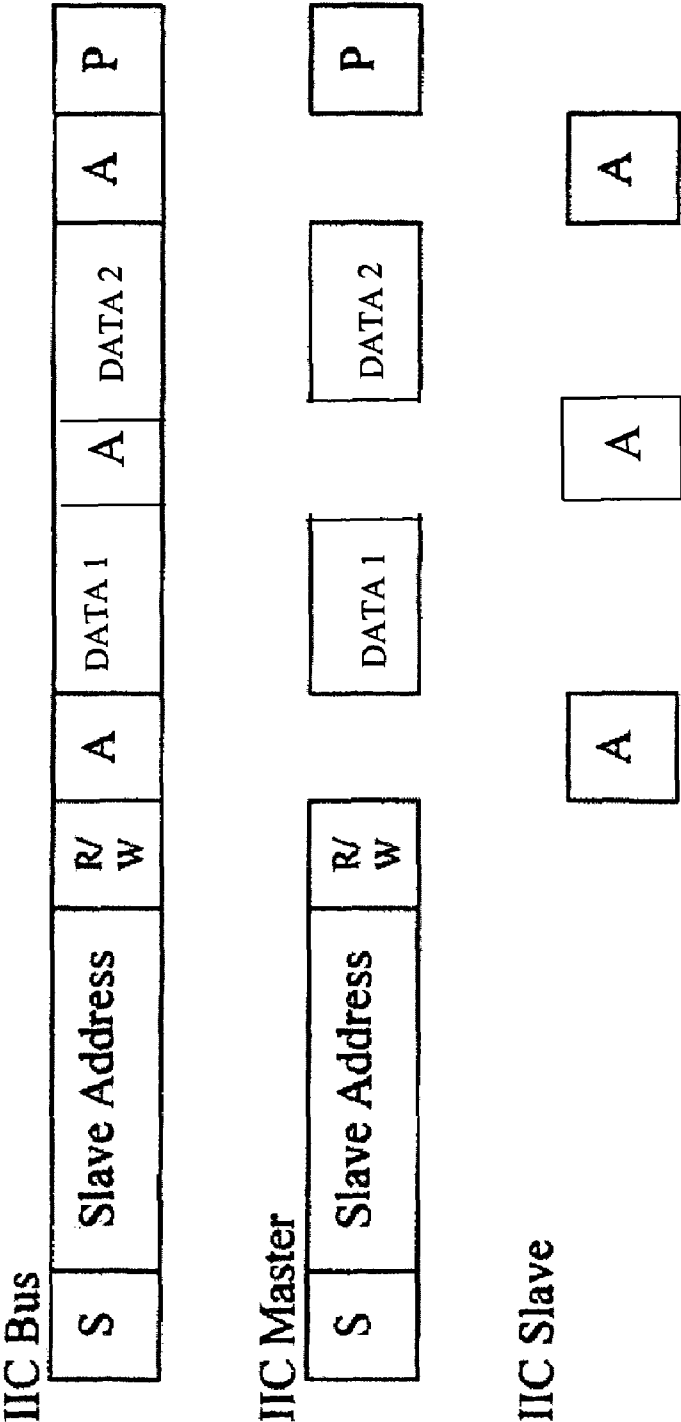 IIC Bus
S Slave Address R/ W A DATA 1 A DATA 2 A P
IIC Master
S Slave Address R/ W DATA 1 DATA 2 P
IIC Slave
A A A